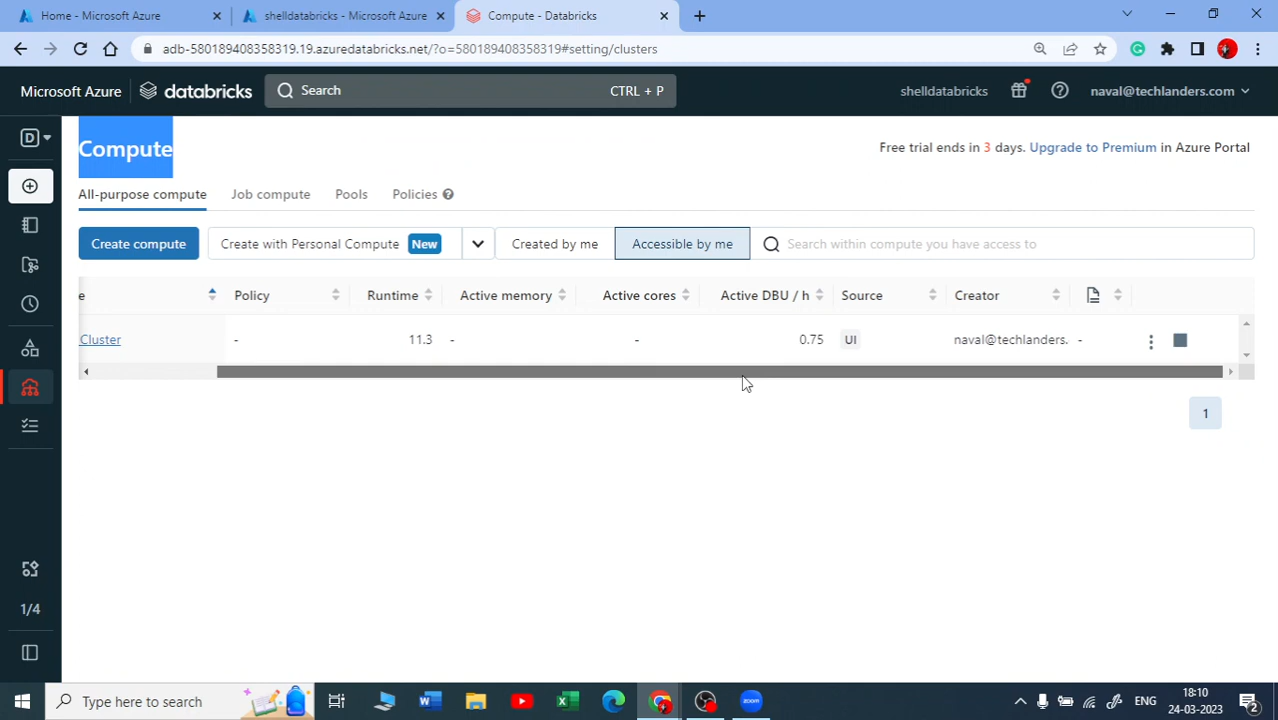 Home - Microsoft Azure
shelldatabricks - Microsoft Azure
Compute - Databricks
adb-580189408358319.19.azuredatabricks.net/?o=580189408358319#setting/clusters
Microsoft Azure
databricks
Search
CTRL + P
shelldatabricks
naval@techlanders.com
D
Compute
Free trial ends in 3 days. Upgrade to Premium in Azure Portal
All-purpose compute
Job compute
Pools
Policies
Create compute
Create with Personal Compute New
Created by me
Accessible by me
Search within compute you have access to
e
Policy
Runtime
Active memory
Active cores
Active DBU / h
Source
Creator
Cluster
-
11.3
-
-
0.75
UI
naval@techlanders.
-
1
1/4
Type here to search
ENG
18:10
24-03-2023
2